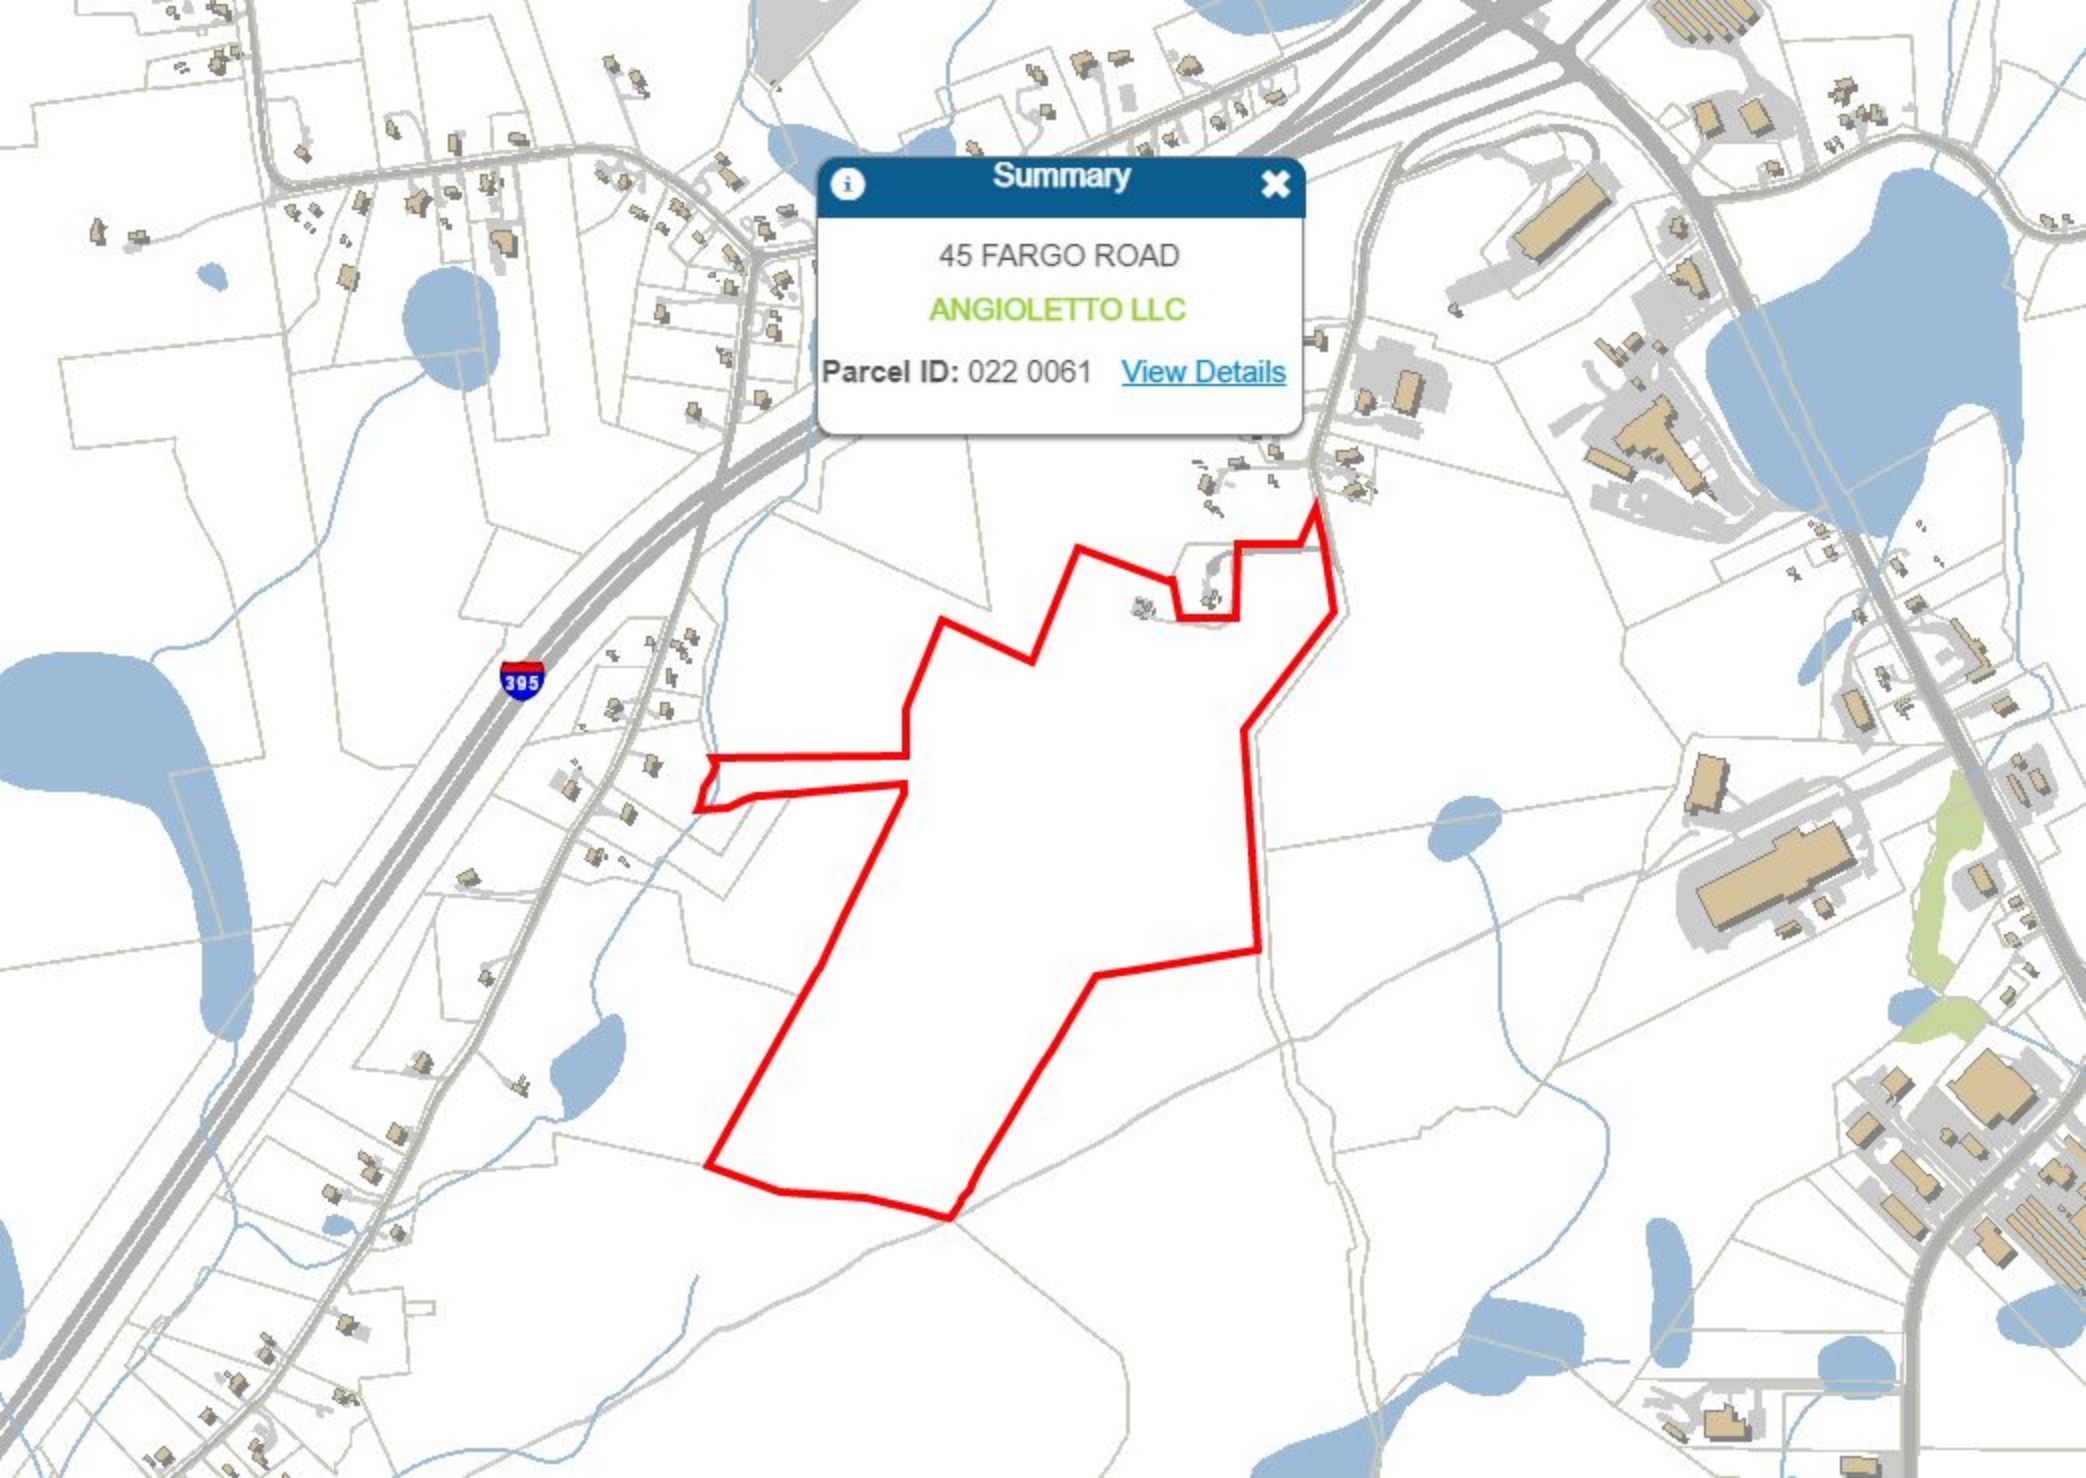 Summary
45 FARGO ROAD
ANGIOLETTO LLC
Parcel ID: 022 0061 View Details
395